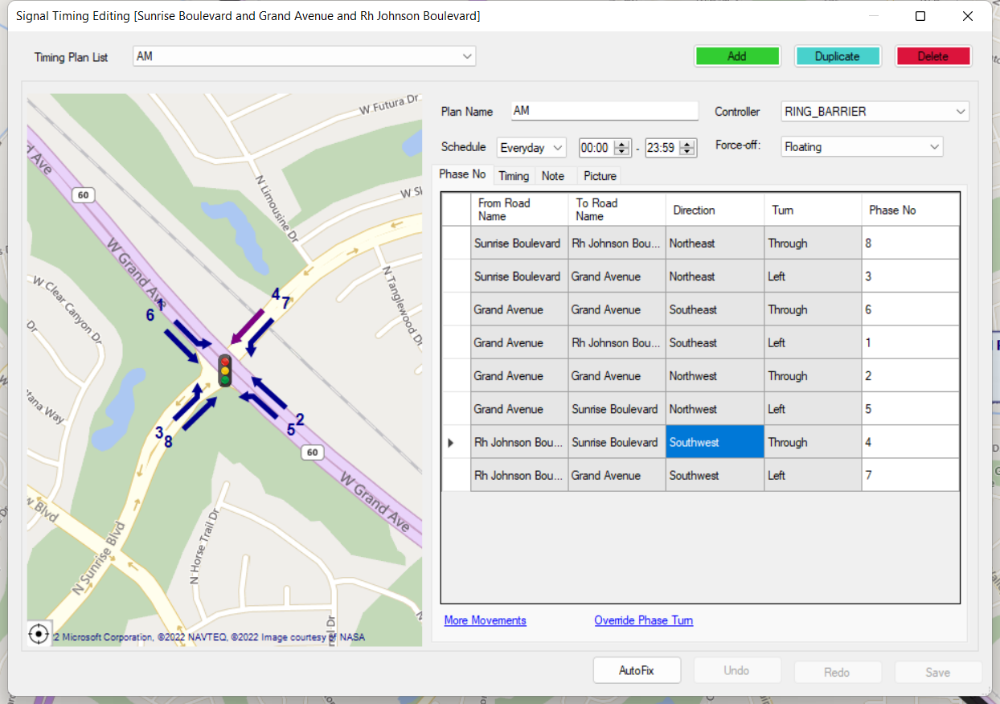 Signal Timing Editing [Sunrise Boulevard and Grand Avenue and Rh Johnson Boulevard]
Timing Plan List
AM
Add
Duplicate
Delete
Plan Name
AM
Controller
RING_BARRIER
Schedule
Everyday
00:00
-
23:59
Force-off:
Floating
Phase No
Timing
Note
Picture
From Road Name To Road Name Direction Turn Phase No
Sunrise Boulevard Rh Johnson Bou... Northeast Through 8
Sunrise Boulevard Grand Avenue Northeast Left 3
Grand Avenue Grand Avenue Southeast Through 6
Grand Avenue Rh Johnson Bou... Southeast Left 1
Grand Avenue Grand Avenue Northwest Through 2
Grand Avenue Sunrise Boulevard Northwest Left 5
Rh Johnson Bou... Sunrise Boulevard Southwest Through 4
Rh Johnson Bou... Grand Avenue Southwest Left 7
More Movements
Override Phase Turn
AutoFix
Undo
Redo
Save
W Futura Dr
d Ave
60
N Limousine Dr
W Sk
W Grand Ave
N Tanglewood Dr
W Clear Canyon Dr
Dr
4
7
1
6
2
5
3
8
60
tana Way
W Grand Ave
w Blvd
N Sunrise Blvd
N Horse Trail Dr
rail Dr
N
2 Microsoft Corporation, ©2022 NAVTEQ, ©2022 Image courtesy of NASA